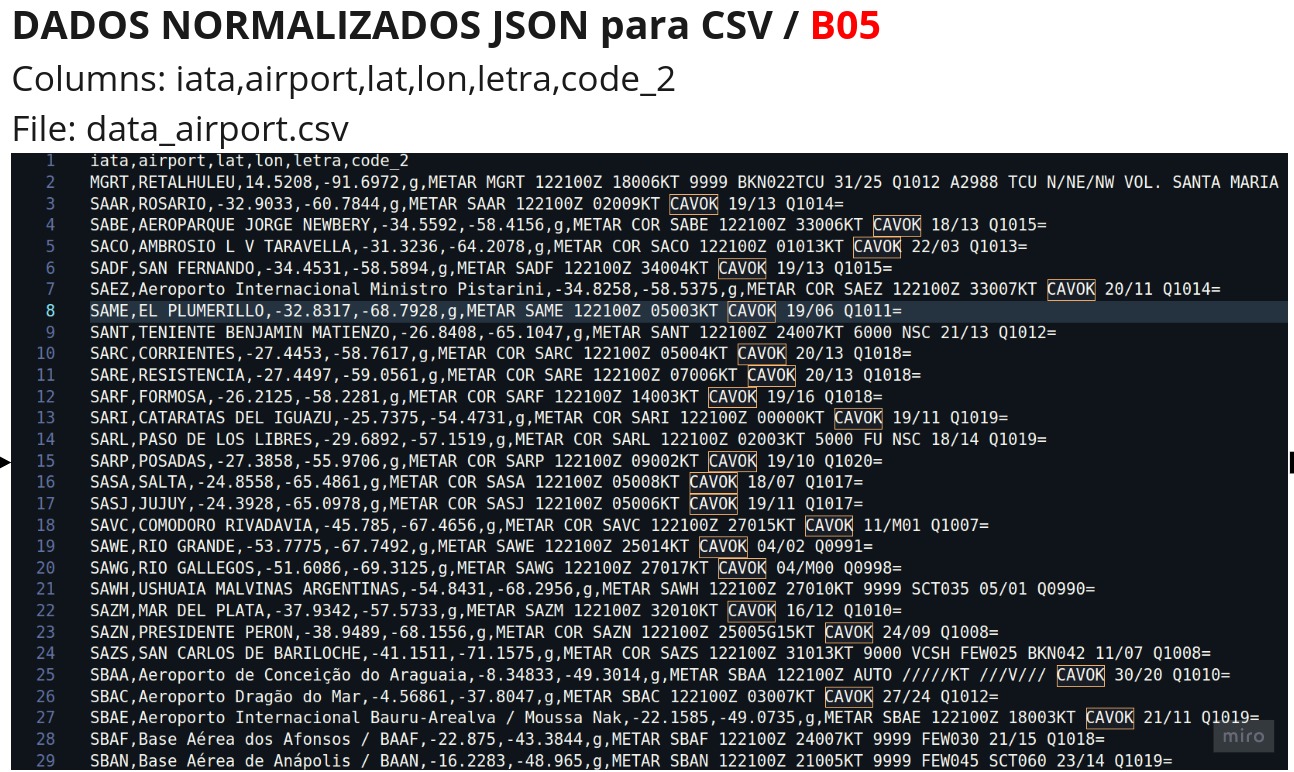 DADOS NORMALIZADOS JSON para CSV / B05
Columns: iata,airport,lat,lon,letra,code_2
File: data_airport.csv
1 iata,airport,lat,lon,letra,code_2
2 MGRT,RETALHULEU,14.5208,-91.6972,g,METAR MGRT 122100Z 18006KT 9999 BKN022TCU 31/25 Q1012 A2988 TCU N/NE/NW VOL. SANTA MARIA
3 SAAR,ROSARIO,-32.9033,-60.7844,g,METAR SAAR 122100Z 02009KT CAVOK 19/13 Q1014=
4 SABE,AEROPARQUE JORGE NEWBERY,-34.5592,-58.4156,g,METAR COR SABE 122100Z 33006KT CAVOK 18/13 Q1015=
5 SACO,AMBROSIO L V TARAVELLA,-31.3236,-64.2078,g,METAR COR SACO 122100Z 01013KT CAVOK 22/03 Q1013=
6 SADF,SAN FERNANDO,-34.4531,-58.5894,g,METAR SADF 122100Z 34004KT CAVOK 19/13 Q1015=
7 SAEZ,Aeroporto Internacional Ministro Pistarini,-34.8258,-58.5375,g,METAR COR SAEZ 122100Z 33007KT CAVOK 20/11 Q1014=
8 SAME,EL PLUMERILLO,-32.8317,-68.7928,g,METAR SAME 122100Z 05003KT CAVOK 19/06 Q1011=
9 SANT,TENIENTE BENJAMIN MATIENZO,-26.8408,-65.1047,g,METAR SANT 122100Z 24007KT 6000 NSC 21/13 Q1012=
10 SARC,CORRIENTES,-27.4453,-58.7617,g,METAR COR SARC 122100Z 05004KT CAVOK 20/13 Q1018=
11 SARE,RESISTENCIA,-27.4497,-59.0561,g,METAR COR SARE 122100Z 07006KT CAVOK 20/13 Q1018=
12 SARF,FORMOSA,-26.2125,-58.2281,g,METAR COR SARF 122100Z 14003KT CAVOK 19/16 Q1018=
13 SARI,CATARATAS DEL IGUAZU,-25.7375,-54.4731,g,METAR COR SARI 122100Z 00000KT CAVOK 19/11 Q1019=
14 SARL,PASO DE LOS LIBRES,-29.6892,-57.1519,g,METAR COR SARL 122100Z 02003KT 5000 FU NSC 18/14 Q1019=
15 SARP,POSADAS,-27.3858,-55.9706,g,METAR COR SARP 122100Z 09002KT CAVOK 19/10 Q1020=
16 SASA,SALTA,-24.8558,-65.4861,g,METAR COR SASA 122100Z 05008KT CAVOK 18/07 Q1017=
17 SASJ,JUJUY,-24.3928,-65.0978,g,METAR COR SASJ 122100Z 05006KT CAVOK 19/11 Q1017=
18 SAVC,COMODORO RIVADAVIA,-45.785,-67.4656,g,METAR COR SAVC 122100Z 27015KT CAVOK 11/M01 Q1007=
19 SAWE,RIO GRANDE,-53.7775,-67.7492,g,METAR SAWE 122100Z 25014KT CAVOK 04/02 Q0991=
20 SAWG,RIO GALLEGOS,-51.6086,-69.3125,g,METAR SAWG 122100Z 27017KT CAVOK 04/M00 Q0998=
21 SAWH,USHUAIA MALVINAS ARGENTINAS,-54.8431,-68.2956,g,METAR SAWH 122100Z 27010KT 9999 SCT035 05/01 Q0990=
22 SAZM,MAR DEL PLATA,-37.9342,-57.5733,g,METAR SAZM 122100Z 32010KT CAVOK 16/12 Q1010=
23 SAZN,PRESIDENTE PERON,-38.9489,-68.1556,g,METAR COR SAZN 122100Z 25005G15KT CAVOK 24/09 Q1008=
24 SAZS,SAN CARLOS DE BARILOCHE,-41.1511,-71.1575,g,METAR COR SAZS 122100Z 31013KT 9000 VCSH FEW025 BKN042 11/07 Q1008=
25 SBAA,Aeroporto de Conceição do Araguaia,-8.34833,-49.3014,g,METAR SBAA 122100Z AUTO /////KT ///V/// CAVOK 30/20 Q1010=
26 SBAC,Aeroporto Dragão do Mar,-4.56861,-37.8047,g,METAR SBAC 122100Z 03007KT CAVOK 27/24 Q1012=
27 SBAE,Aeroporto Internacional Bauru-Arealva / Moussa Nak,-22.1585,-49.0735,g,METAR SBAE 122100Z 18003KT CAVOK 21/11 Q1019=
28 SBAF,Base Aérea dos Afonsos / BAAF,-22.875,-43.3844,g,METAR SBAF 122100Z 24007KT 9999 FEW030 21/15 Q1018=
29 SBAN,Base Aérea de Anápolis / BAAN,-16.2283,-48.965,g,METAR SBAN 122100Z 21005KT 9999 FEW045 SCT060 23/14 Q1019=
miro